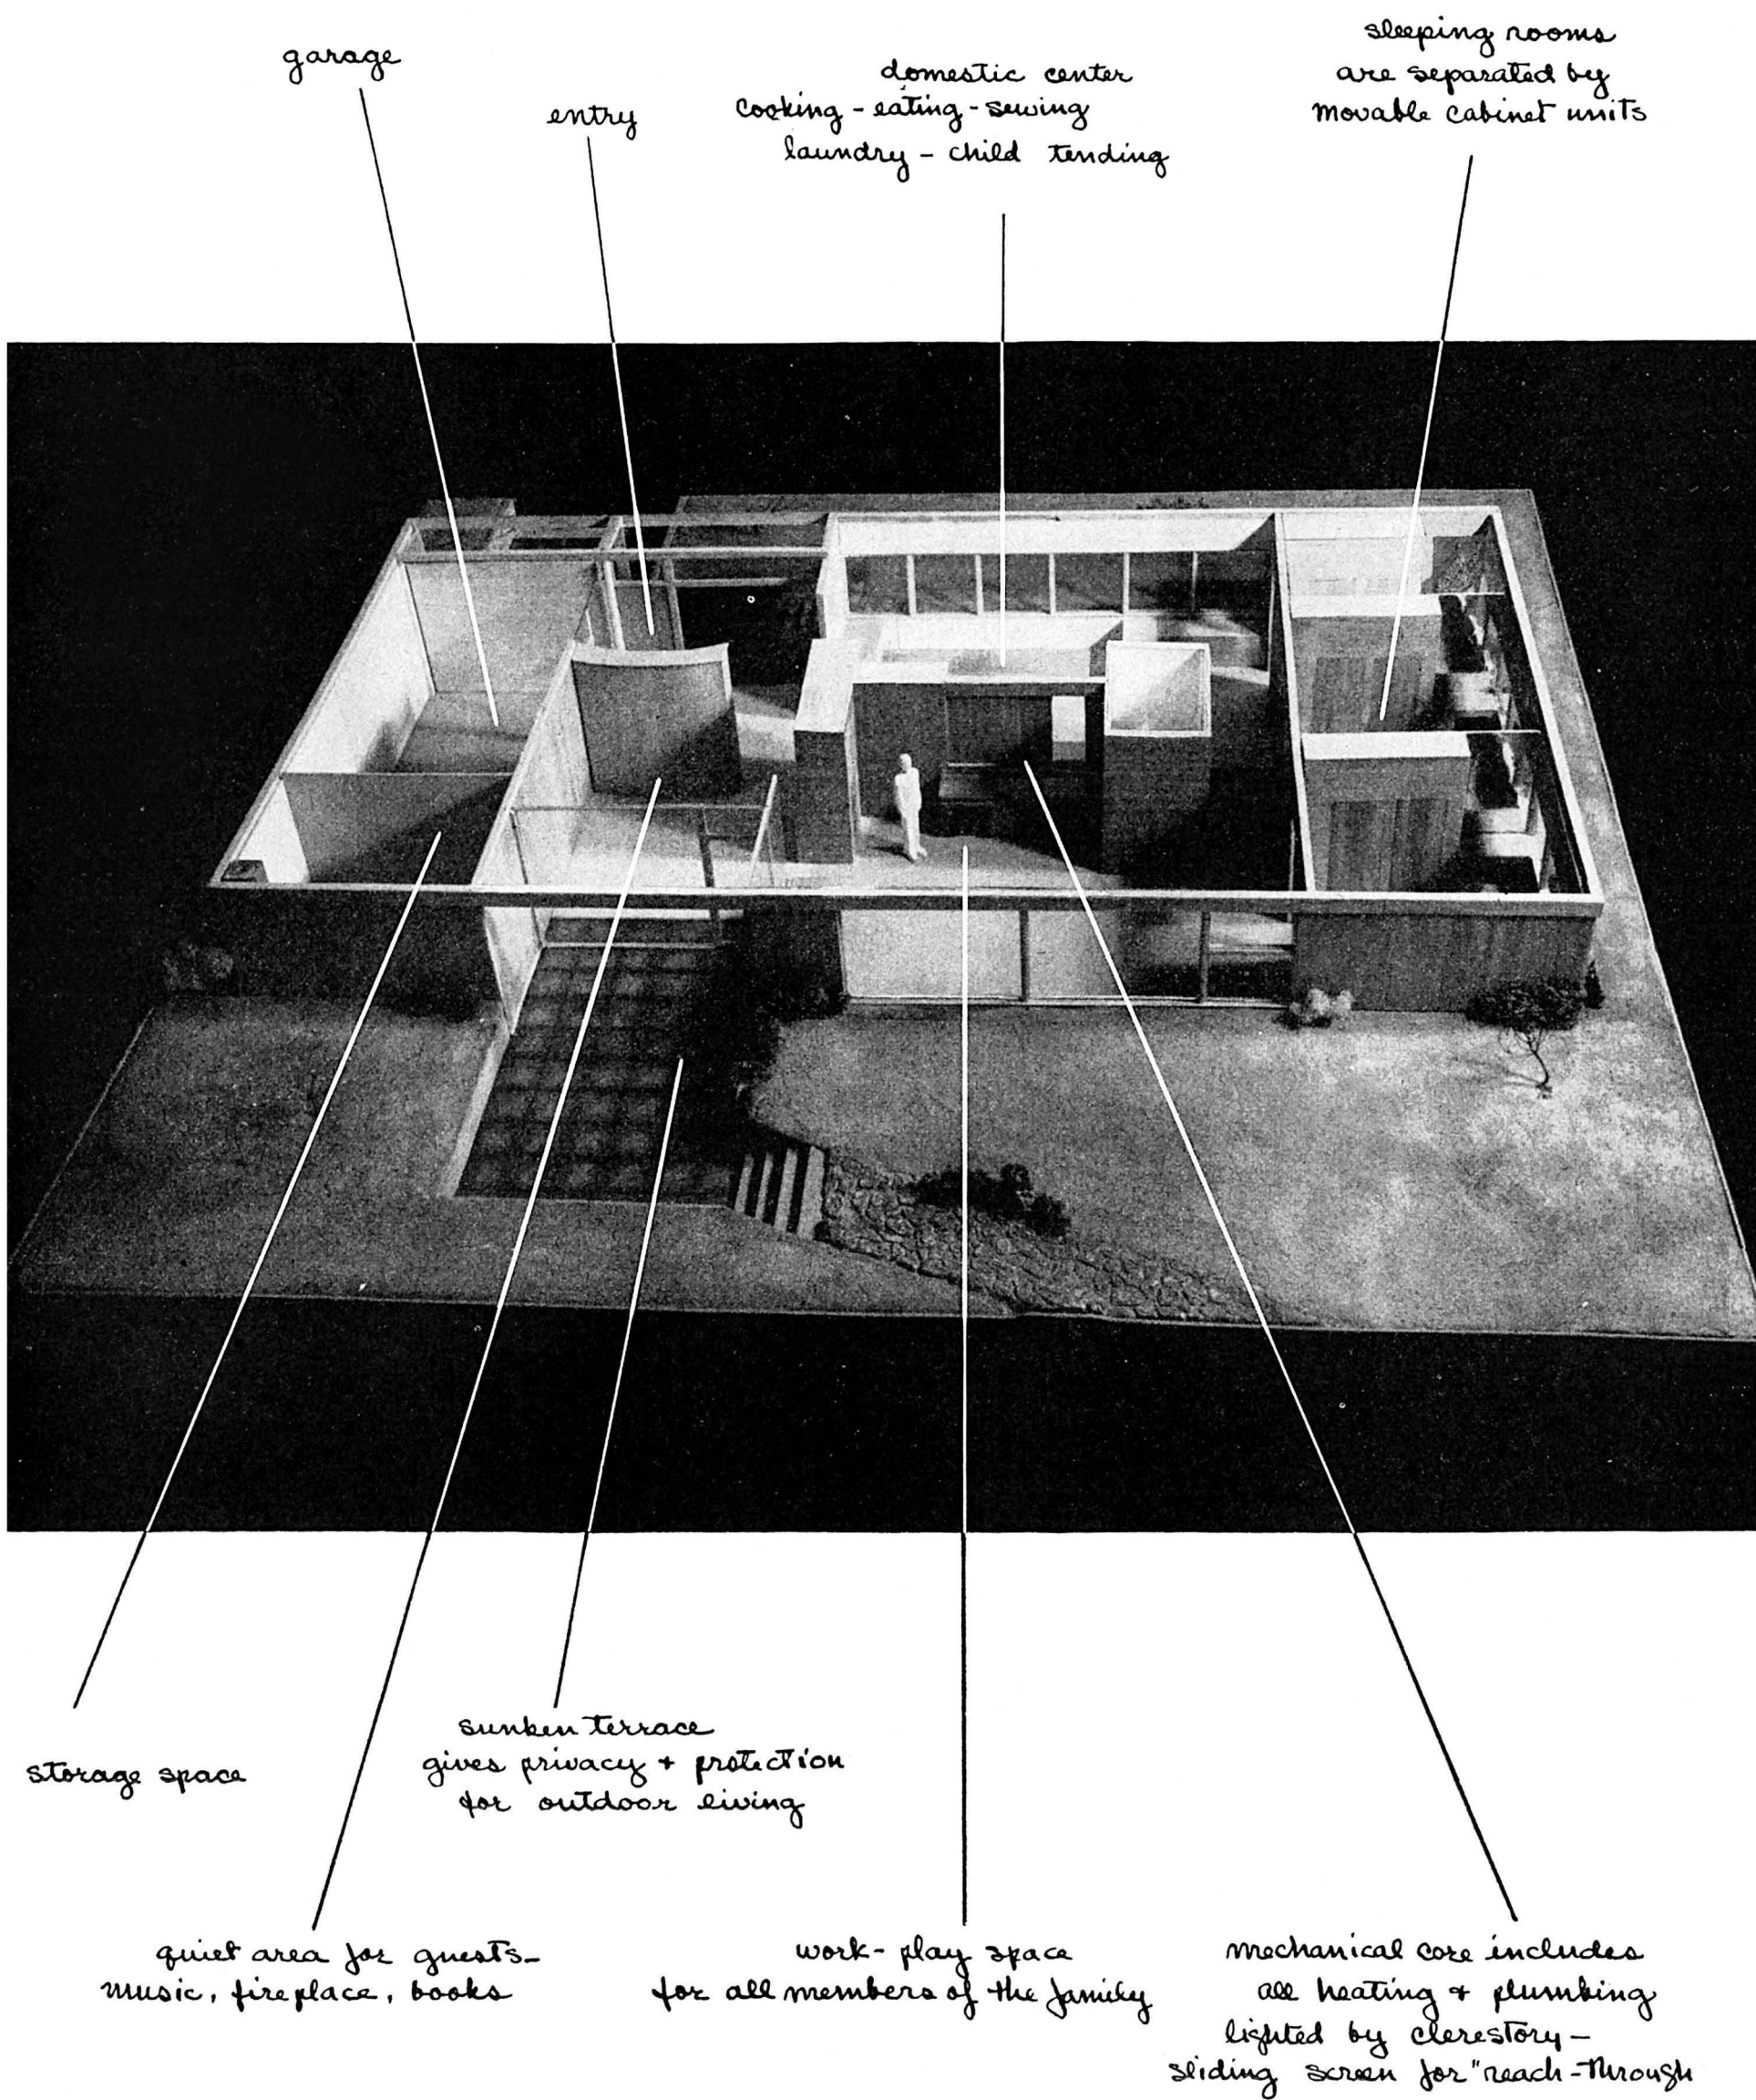 garage
entry
domestic center
cooking - eating - sewing
laundry - child tending
sleeping rooms
are separated by
movable cabinet units
storage space
sunken terrace
gives privacy + protection
for outdoor living
quiet area for guests -
music, fireplace, books
work - play space
for all members of the family
mechanical core includes
all heating + plumbing
lighted by clerestory -
sliding screen for "reach-through